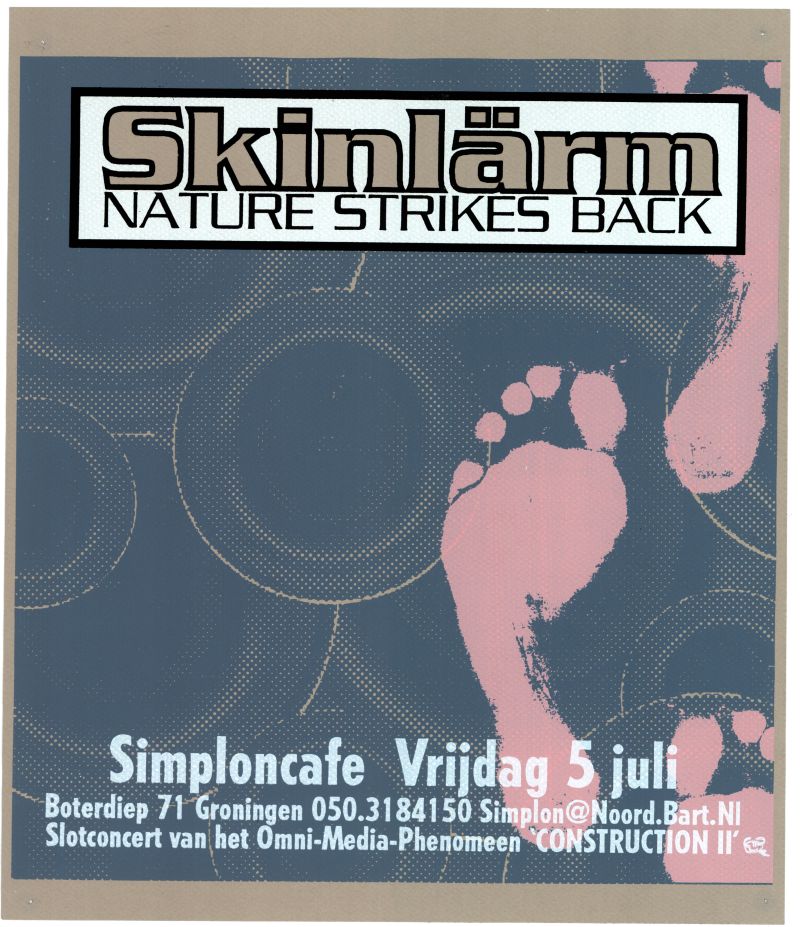 Skinlärm
NATURE STRIKES BACK
Simploncafe Vrijdag 5 juli
Boterdiep 71 Groningen 050.3184150 Simplon@Noord.Bart.Nl
Slotconcert van het Omni-Media-Phenomeen 'CONSTRUCTION II'